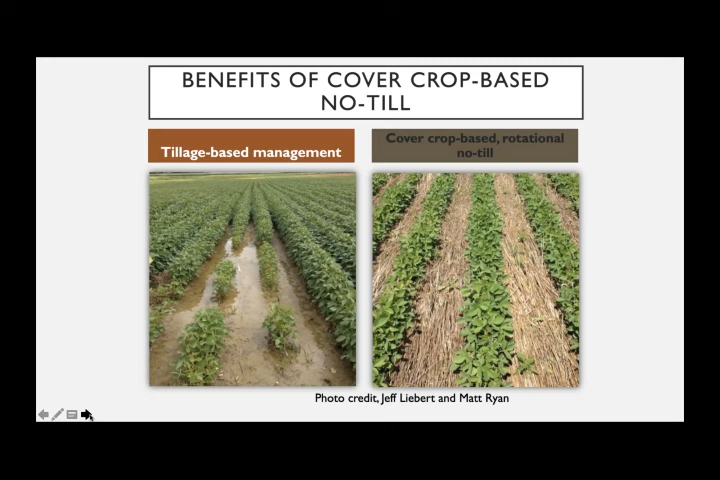 BENEFITS OF COVER CROP-BASED
NO-TILL
Tillage-based management
Cover crop-based, rotational
no-till
Photo credit, Jeff Liebert and Matt Ryan